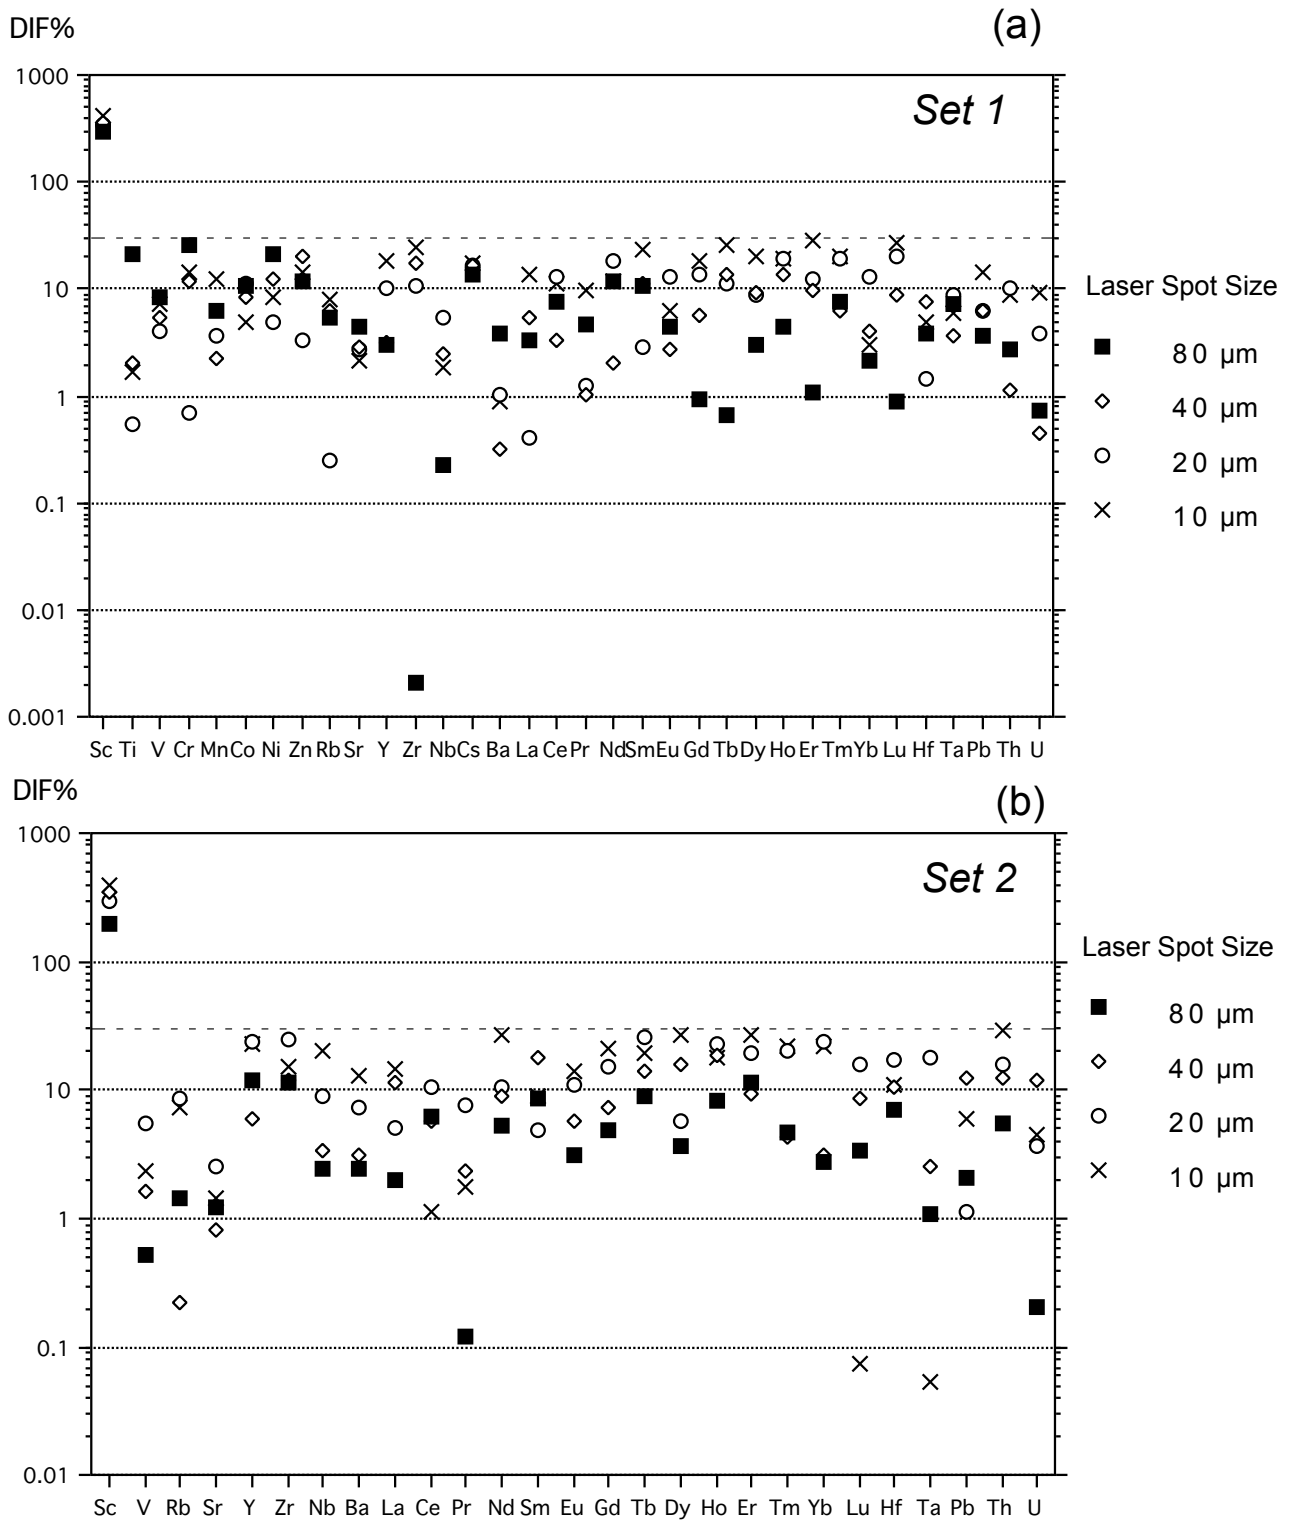 DIF%
(a)
1000
Set 1
100
10
1
0.1
0.01
0.001
Sc Ti V Cr Mn Co Ni Zn Rb Sr Y Zr Nb Cs Ba La Ce Pr Nd Sm Eu Gd Tb Dy Ho Er Tm Yb Lu Hf Ta Pb Th U
Laser Spot Size
80 µm
40 µm
20 µm
10 µm
DIF%
(b)
1000
Set 2
100
10
1
0.1
0.01
Sc V Rb Sr Y Zr Nb Ba La Ce Pr Nd Sm Eu Gd Tb Dy Ho Er Tm Yb Lu Hf Ta Pb Th U
Laser Spot Size
80 µm
40 µm
20 µm
10 µm